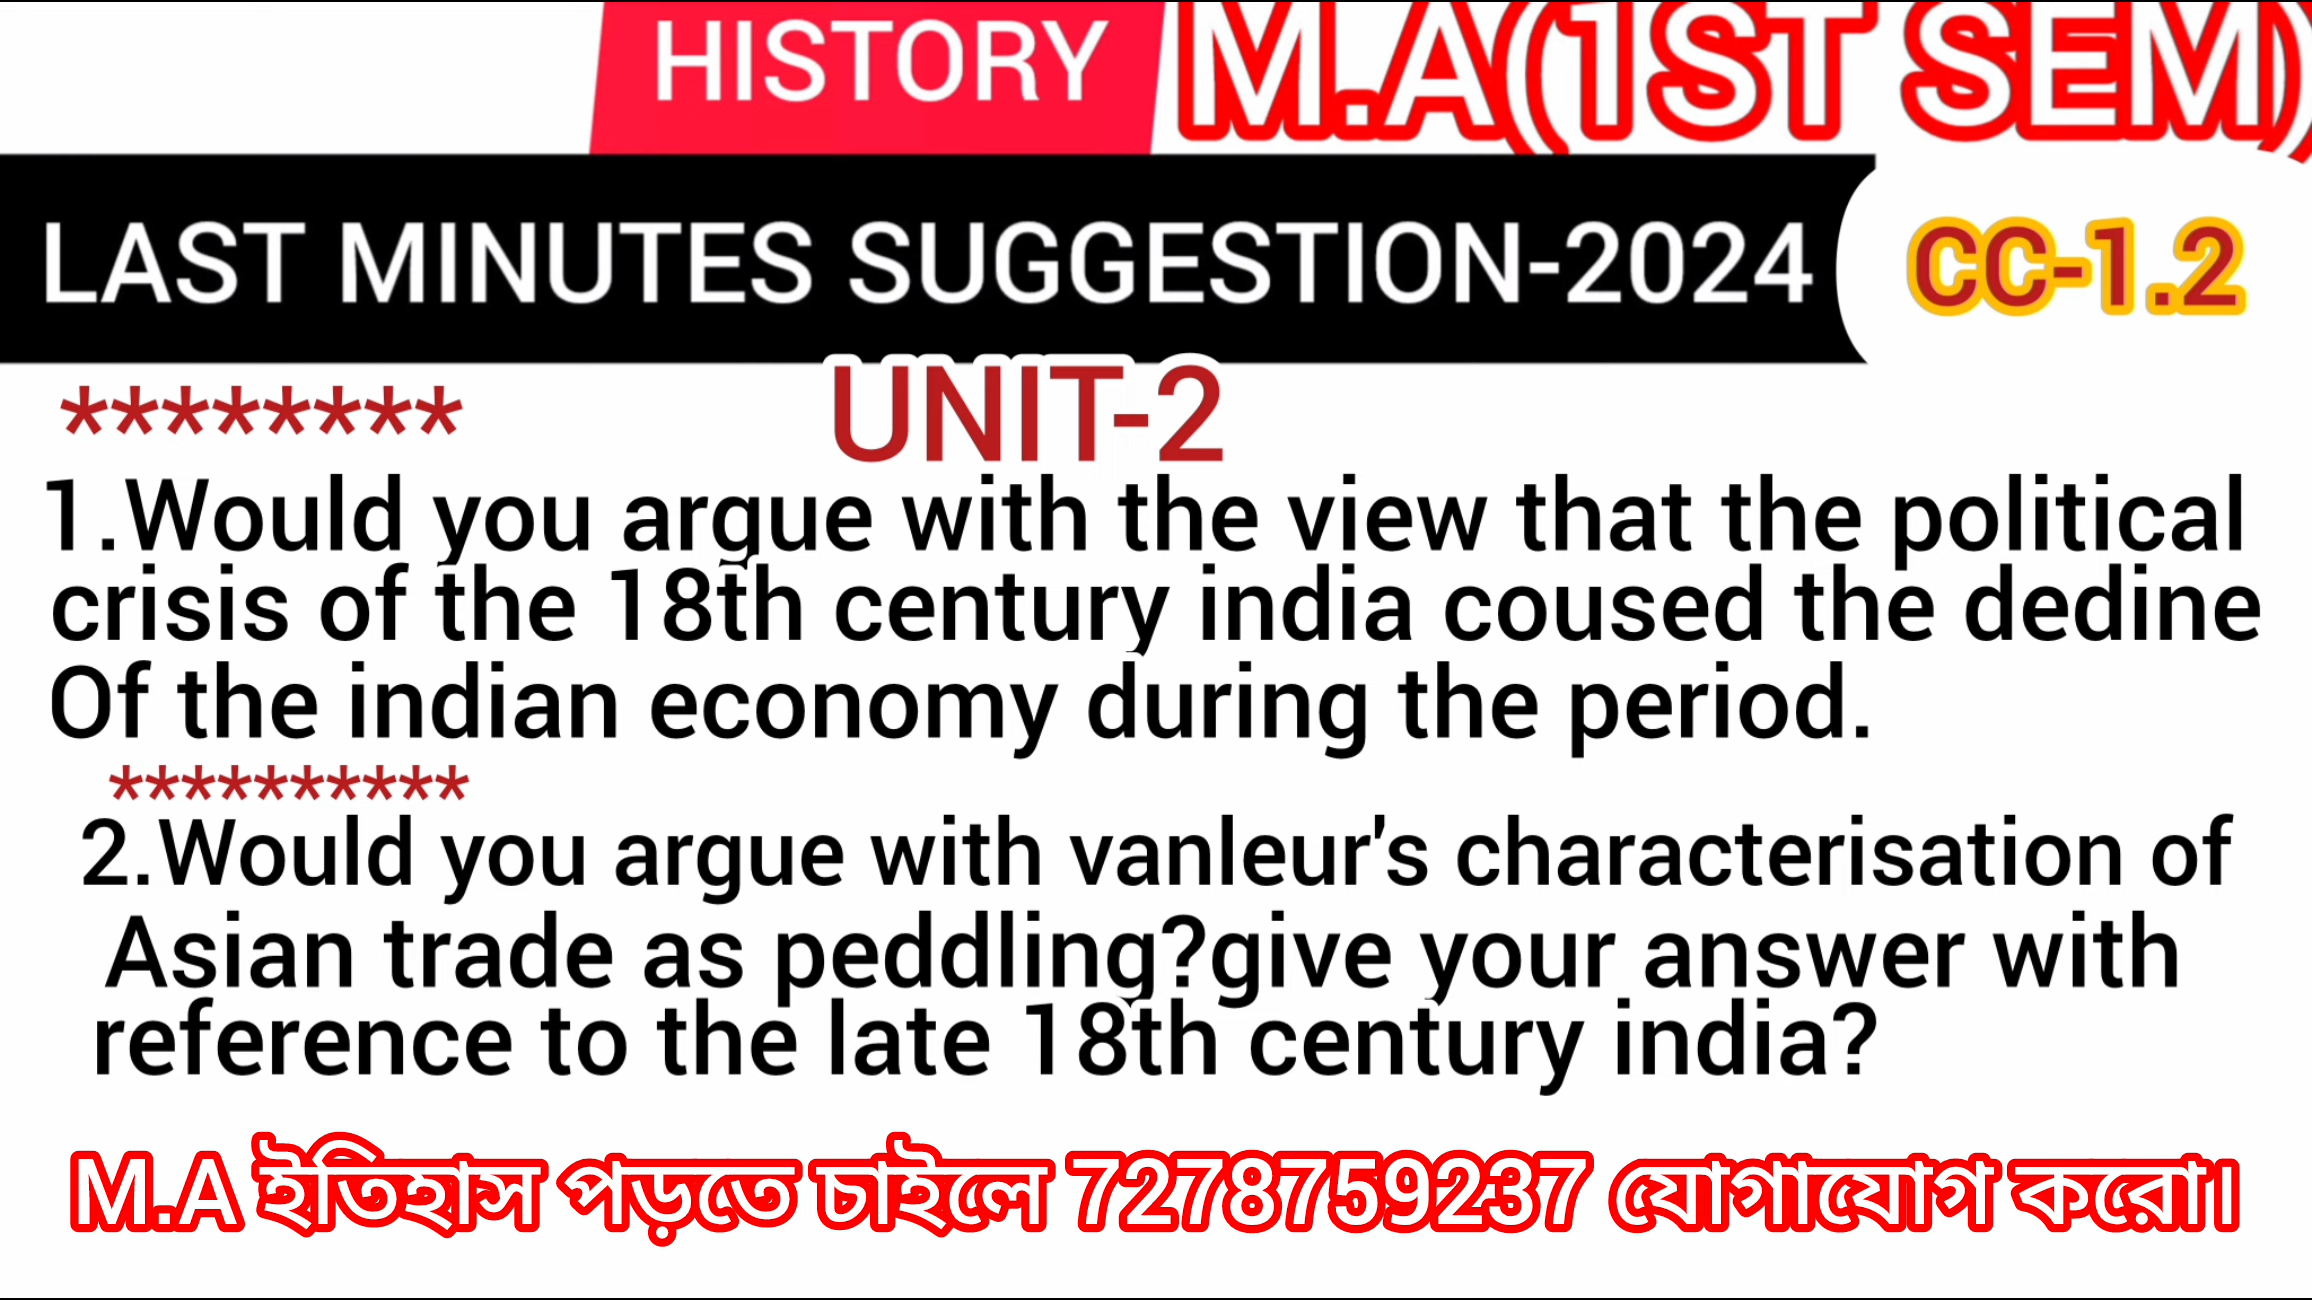 HISTORY M.A(1ST SEM)
LAST MINUTES SUGGESTION-2024 CC-1.2
UNIT-2
********
1.Would you argue with the view that the political
crisis of the 18th century india coused the dedine
Of the indian economy during the period.
**********
2.Would you argue with vanleur's characterisation of
Asian trade as peddling?give your answer with
reference to the late 18th century india?
M.A ইতিহাস পড়তে চাইলে 7278759237 যোগাযোগ করো।